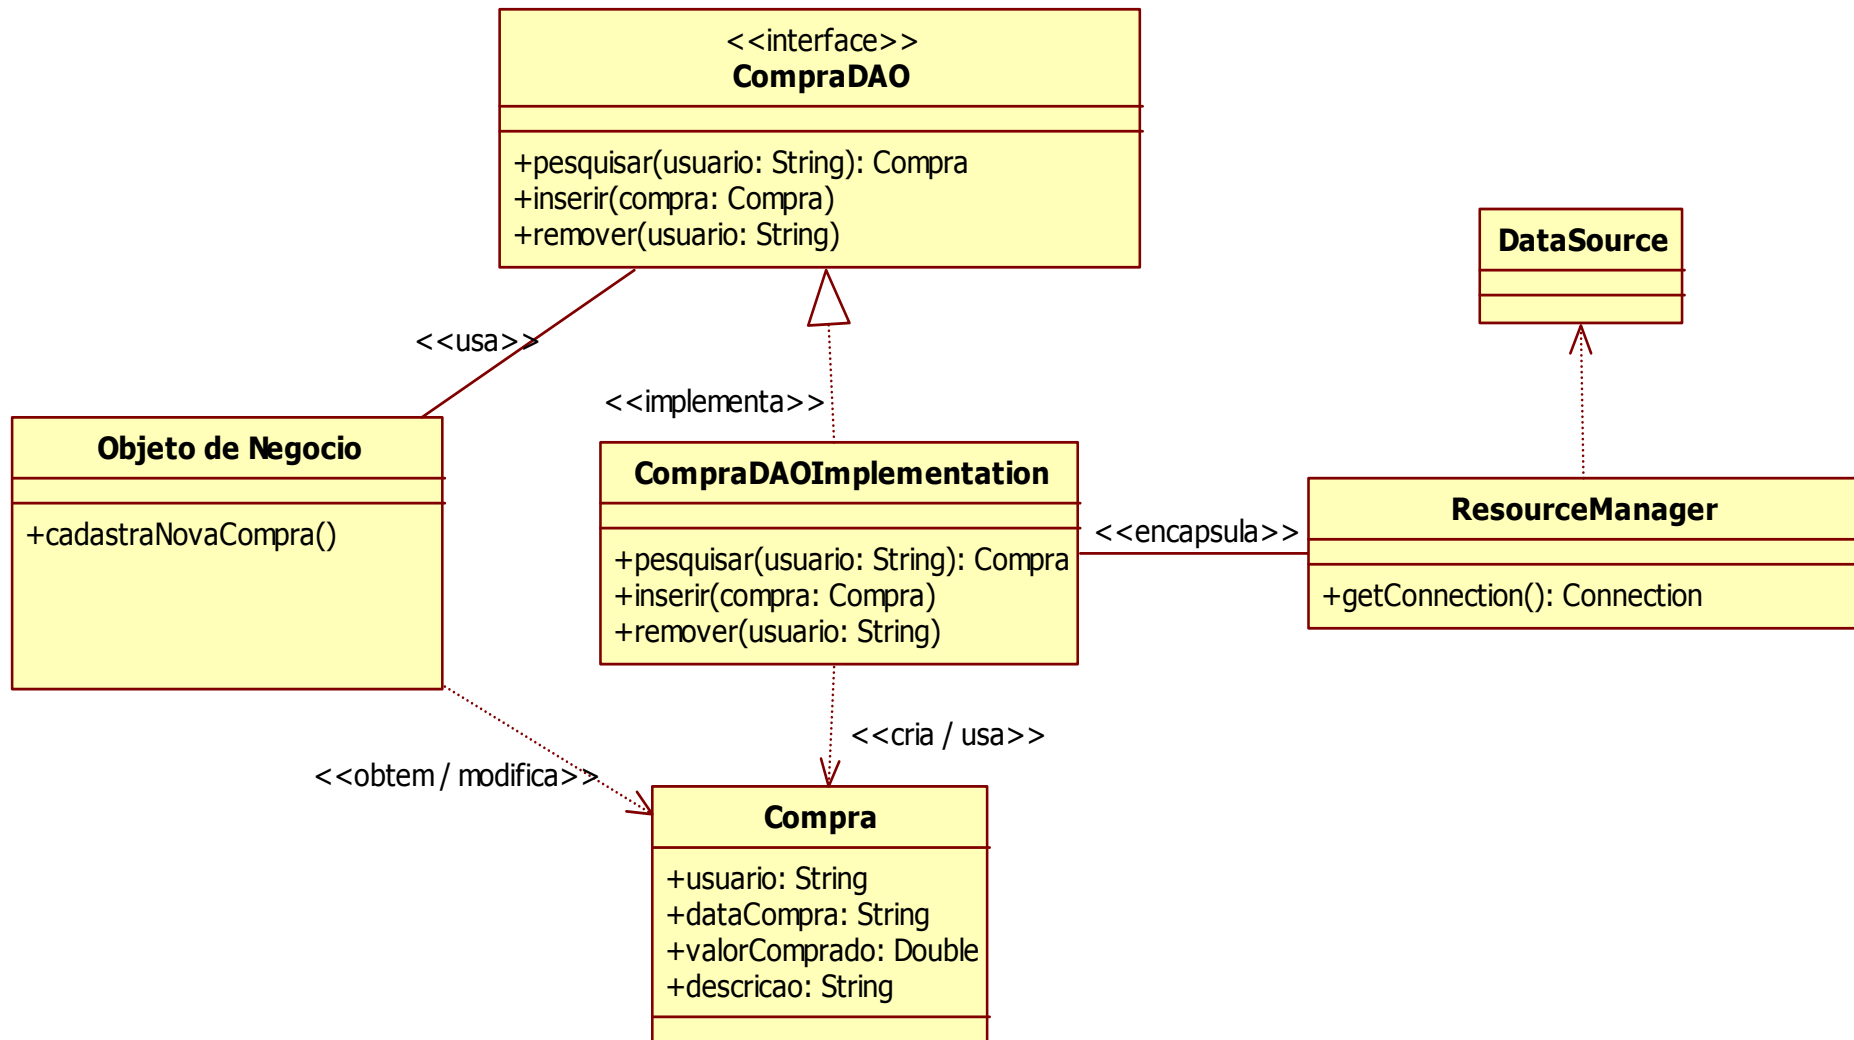 <<interface>>
CompraDAO
+pesquisar(usuario: String): Compra
+inserir(compra: Compra)
+remover(usuario: String)
DataSource
<<usa>>
<<implementa>>
Objeto de Negocio
+cadastraNovaCompra()
CompraDAOImplementation
+pesquisar(usuario: String): Compra
+inserir(compra: Compra)
+remover(usuario: String)
<<encapsula>>
ResourceManager
+getConnection(): Connection
<<cria / usa>>
<<obtem / modifica>>
Compra
+usuario: String
+dataCompra: String
+valorComprado: Double
+descricao: String